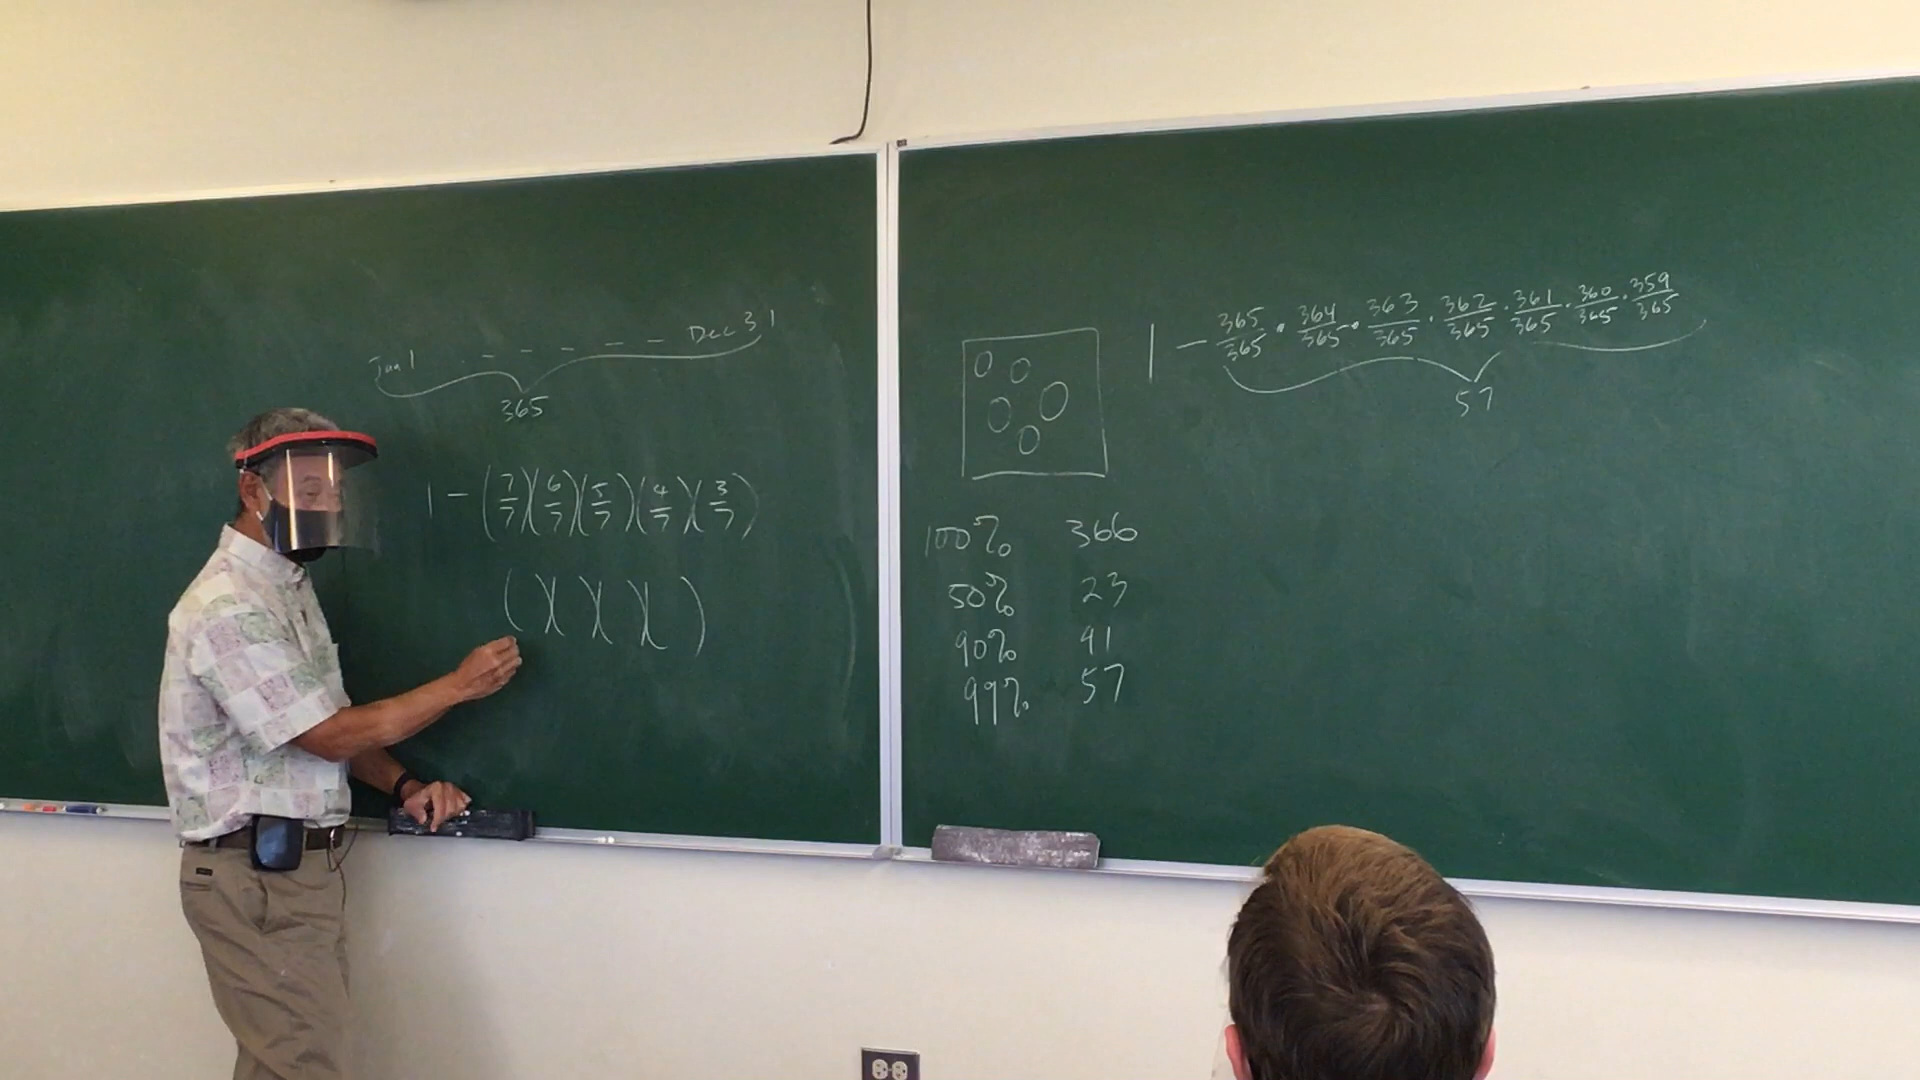 Jan 1 . - - - - - Dec 31
365
1 - (7/7)(6/7)(5/7)(4/7)(3/7)
( )( )( )( )
1 - 365/365 · 364/365 · 363/365 · 362/365 · 361/365 · 360/365 · 359/365
57
100% 366
50% 23
90% 41
99% 57